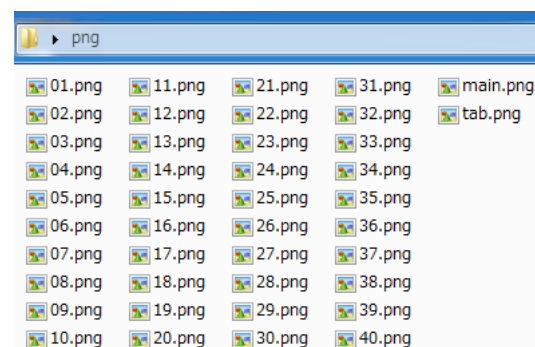 png
01.png
02.png
03.png
04.png
05.png
06.png
07.png
08.png
09.png
10.png
11.png
12.png
13.png
14.png
15.png
16.png
17.png
18.png
19.png
20.png
21.png
22.png
23.png
24.png
25.png
26.png
27.png
28.png
29.png
30.png
31.png
32.png
33.png
34.png
35.png
36.png
37.png
38.png
39.png
40.png
main.png
tab.png